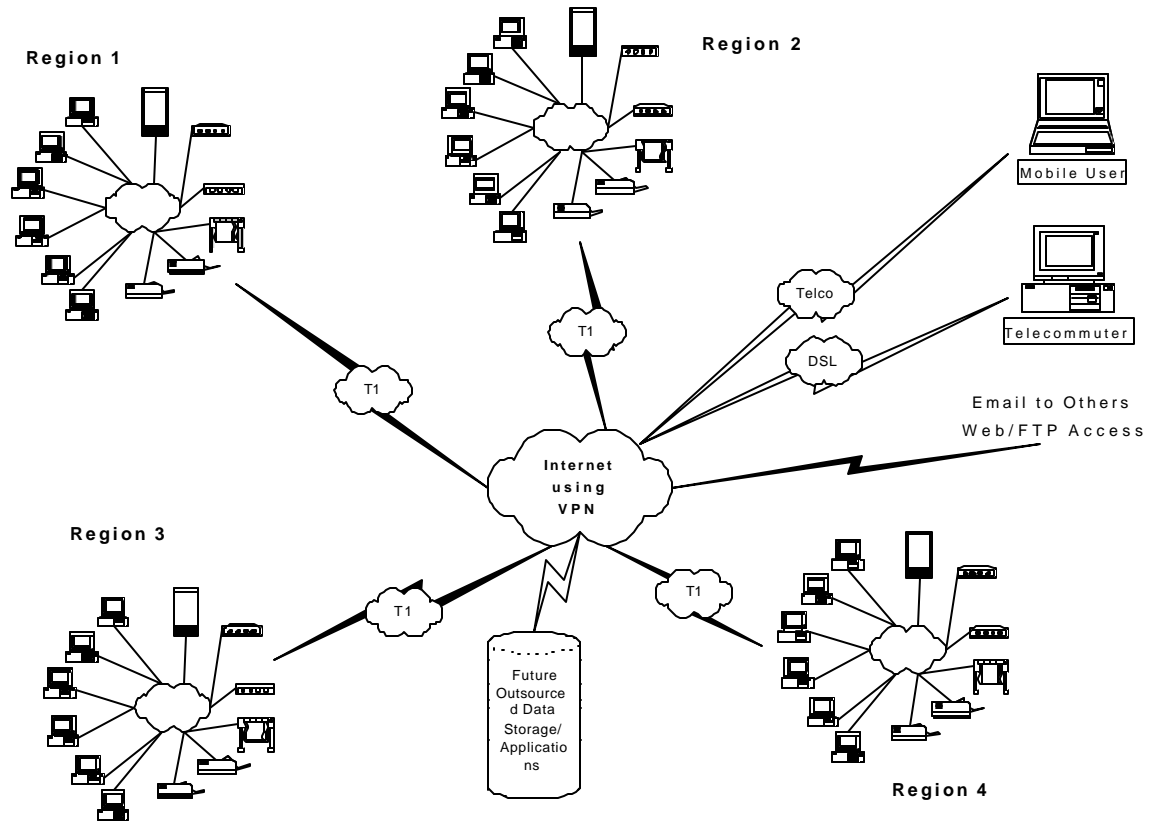 Region 1
Region 2
Mobile User
Telco
Telecommuter
T1
DSL
T1
Email to Others
Web/FTP Access
Internet
using
VPN
Region 3
T1
T1
Future
Outsource
d Data
Storage/
Applicatio
ns
Region 4